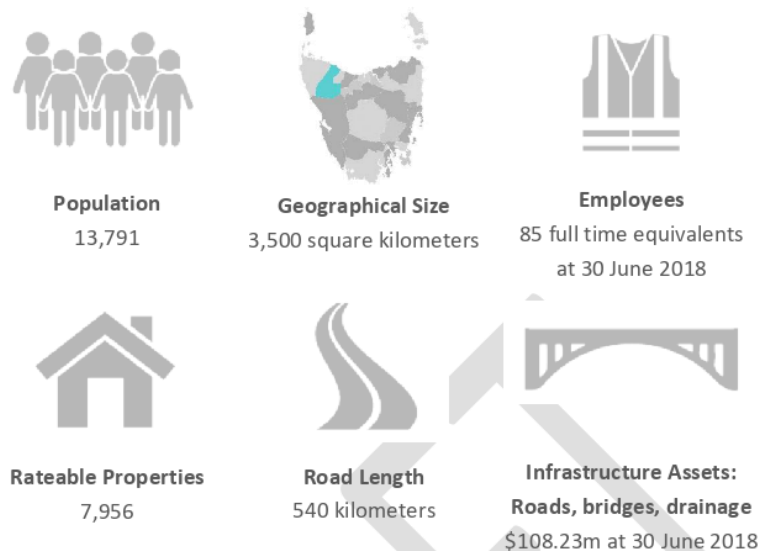 Population
13,791
Geographical Size
3,500 square kilometers
Employees
85 full time equivalents
at 30 June 2018
Rateable Properties
7,956
Road Length
540 kilometers
Infrastructure Assets:
Roads, bridges, drainage
$108.23m at 30 June 2018